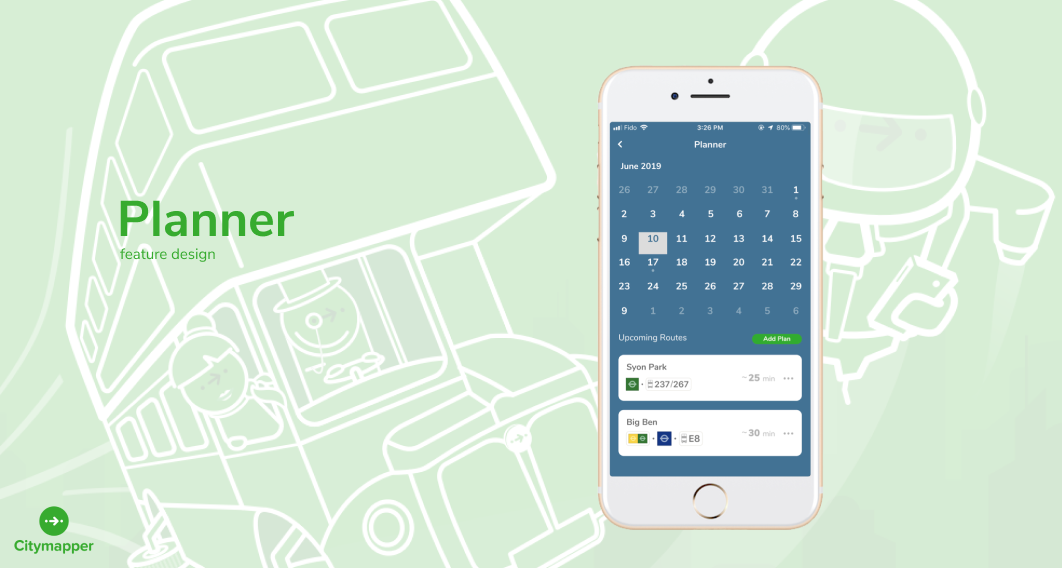 Planner
feature design
Citymapper
Fido 3:26 PM 80%
Planner
June 2019
26 27 28 29 30 31 1
2 3 4 5 6 7 8
9 10 11 12 13 14 15
16 17 18 19 20 21 22
23 24 25 26 27 28 29
9 1 2 3 4 5 6
Upcoming Routes Add Plan
Syon Park
237/267 ~25 min
Big Ben
E8 ~30 min